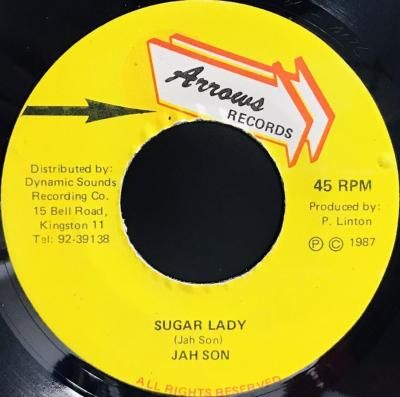 Arrows
RECORDS
Distributed by:
Dynamic Sounds
Recording Co.
15 Bell Road,
Kingston 11
Tel: 92-39138
45 RPM
Produced by:
P. Linton
Ⓟ © 1987
SUGAR LADY
(Jah Son)
JAH SON
ALL RIGHTS RESERVED